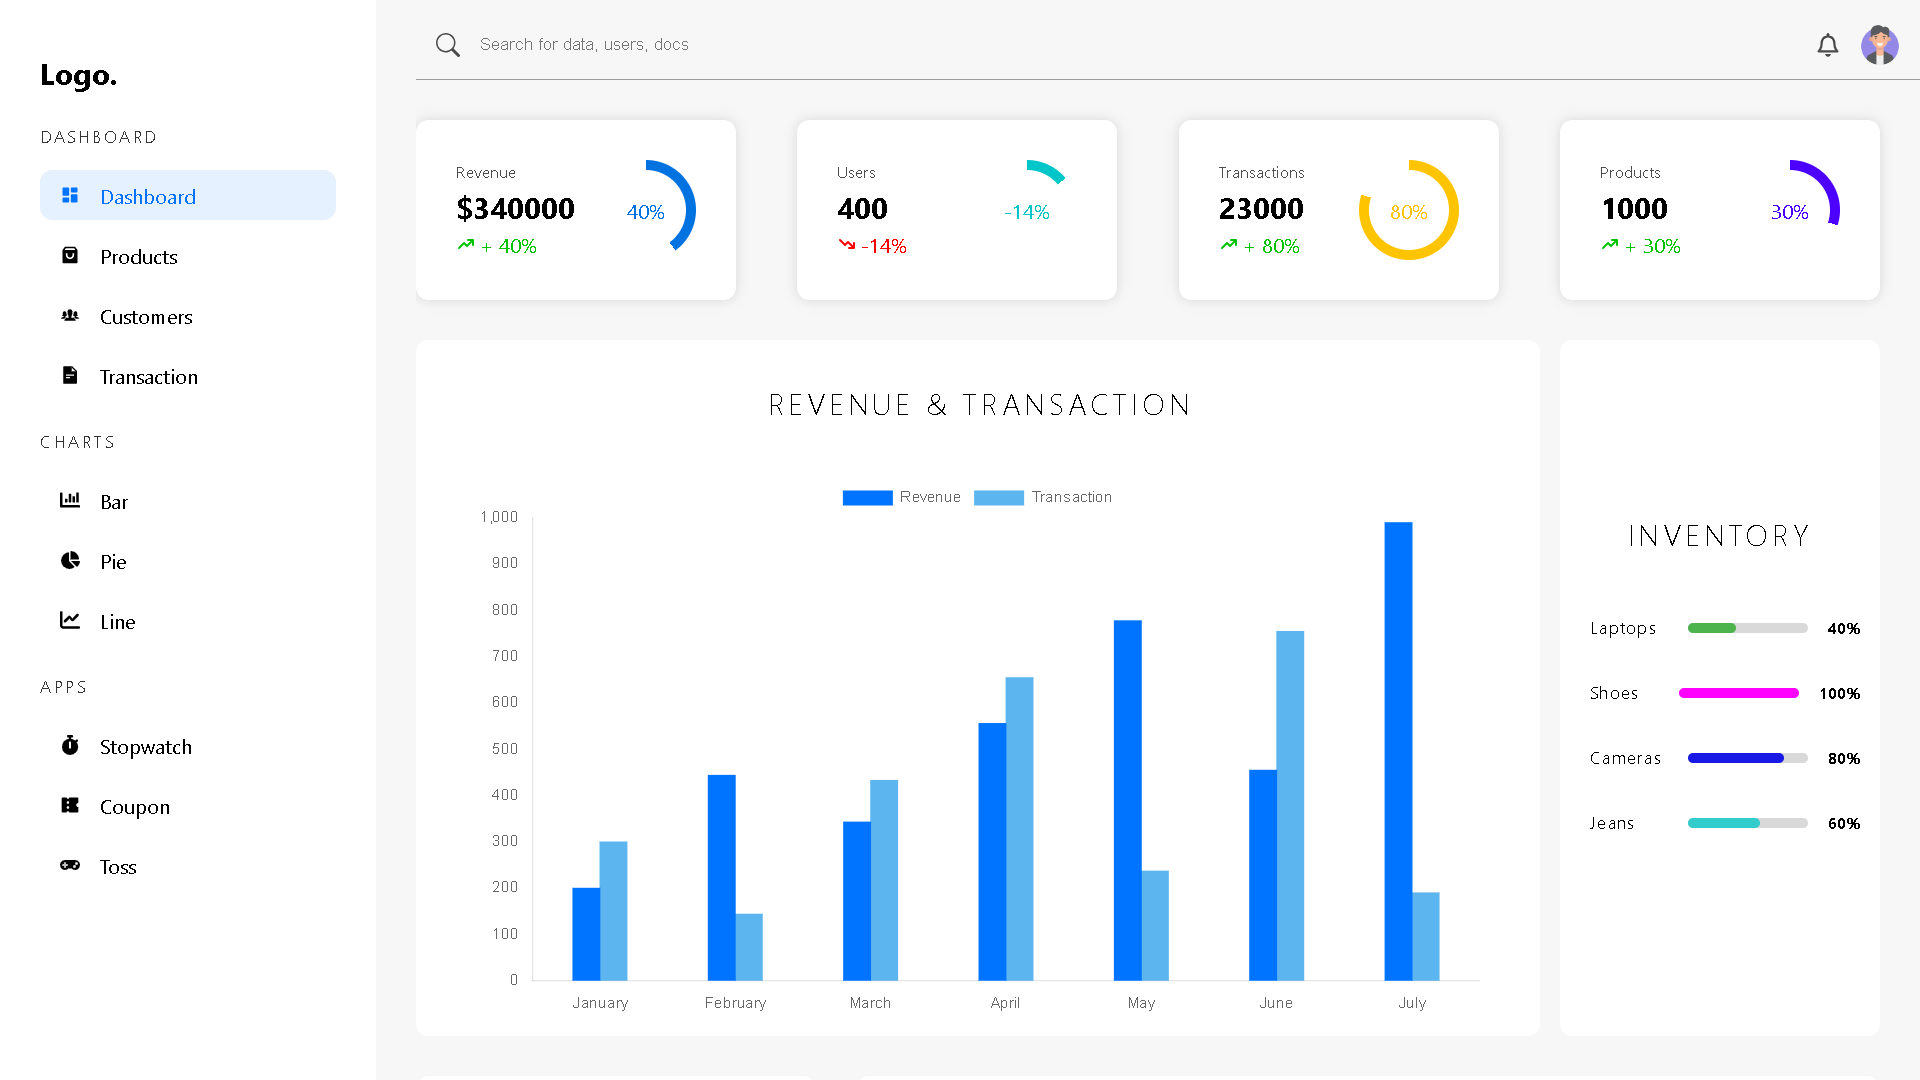 Logo.
DASHBOARD
Dashboard
Products
Customers
Transaction
CHARTS
Bar
Pie
Line
APPS
Stopwatch
Coupon
Toss
Search for data, users, docs
Revenue
$340000
+ 40%
40%
Users
400
-14%
-14%
Transactions
23000
+ 80%
80%
Products
1000
+ 30%
30%
REVENUE & TRANSACTION
Revenue Transaction
1,000
900
800
700
600
500
400
300
200
100
0
January February March April May June July
INVENTORY
Laptops 40%
Shoes 100%
Cameras 80%
Jeans 60%